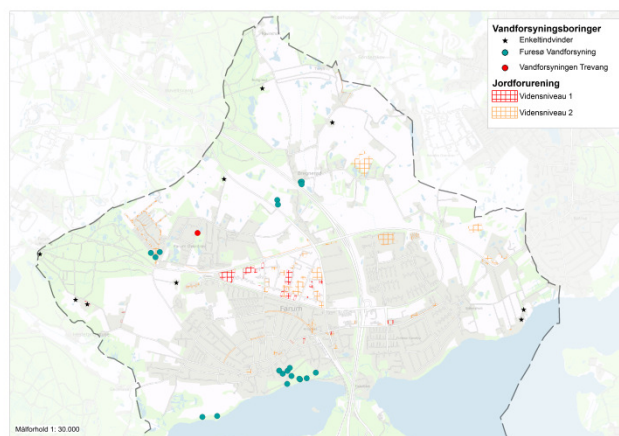 Vandforsyningsboringer
Enkeltindvinder
Furesø Vandforsyning
Vandforsyningen Trevang
Jordforurening
Vidensniveau 1
Vidensniveau 2
Farum
Målforhold 1: 30.000